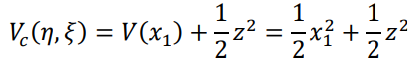 V_c(η, ξ) = V(x_1) + \frac{1}{2}z^2 = \frac{1}{2}x_1^2 + \frac{1}{2}z^2